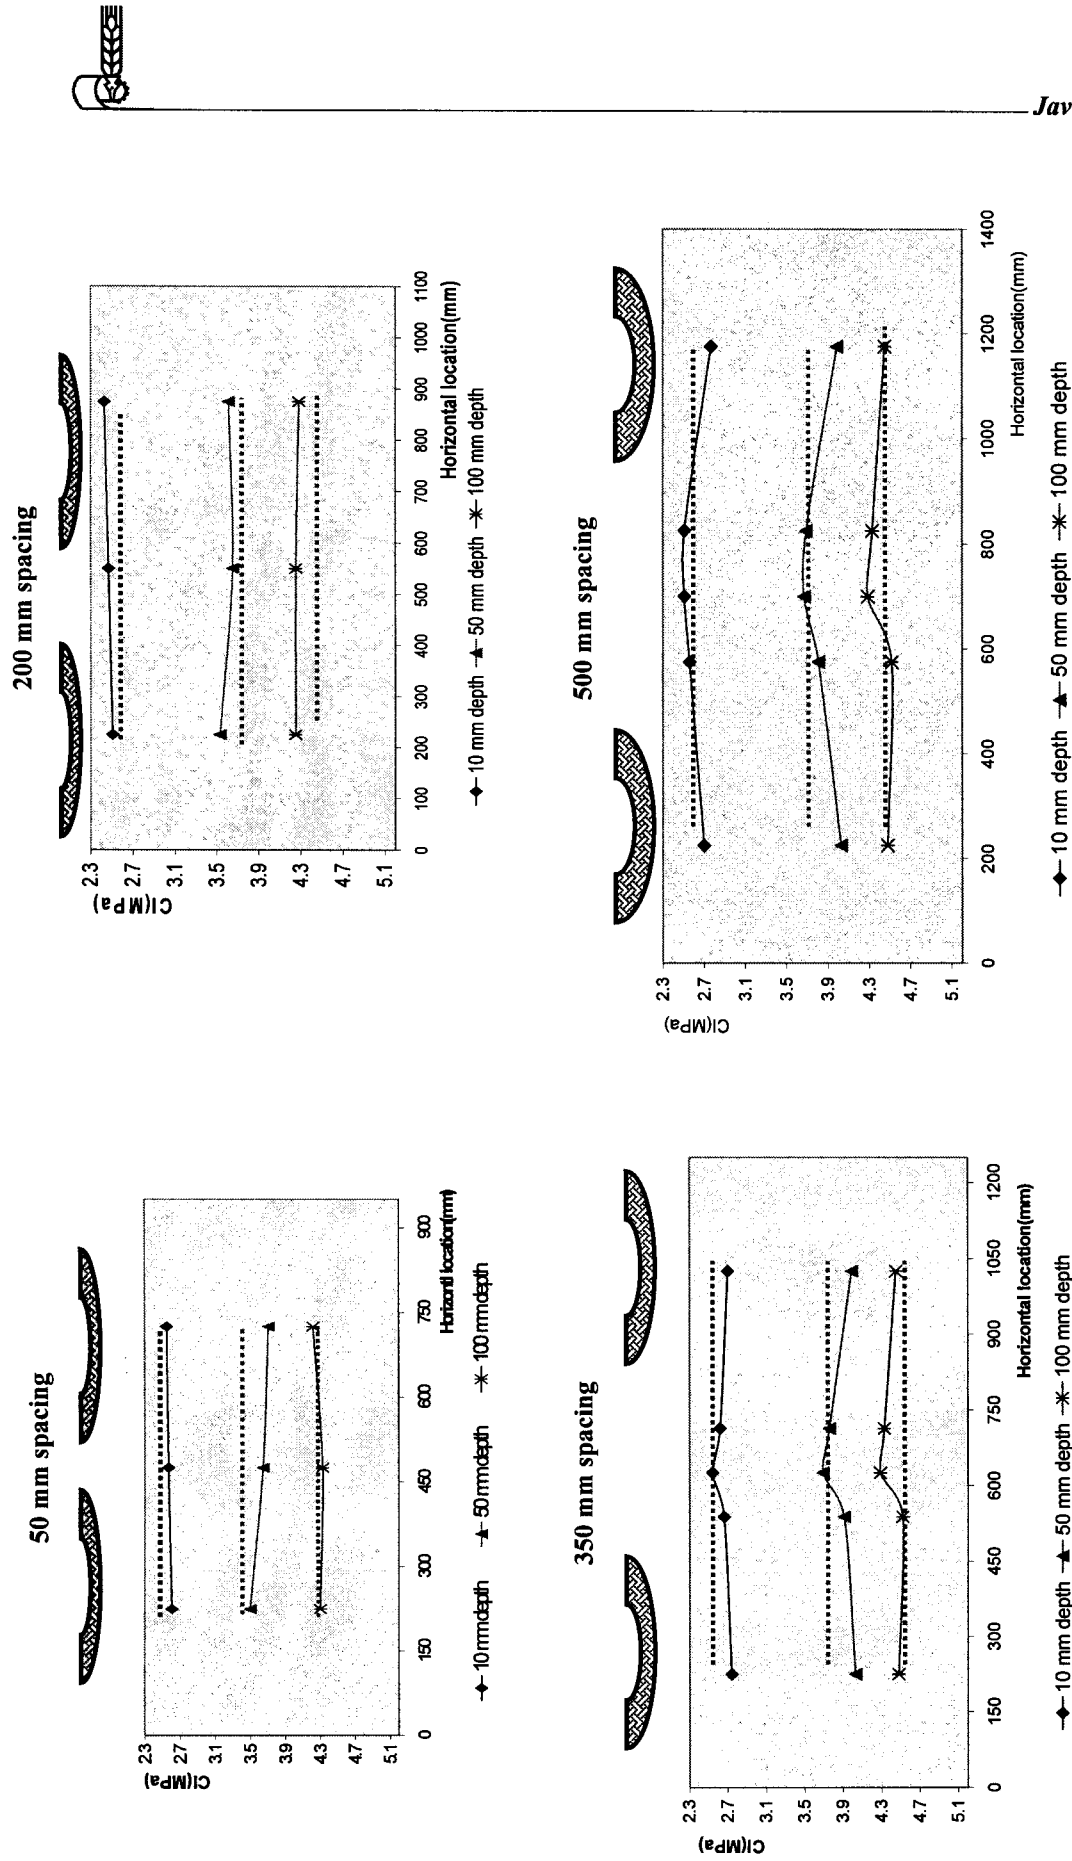 50 mm spacing
CI(MPa)
2.3
2.7
3.1
3.5
3.9
4.3
4.7
5.1
0 150 300 450 600 750 900
Horizontl location(mm)
10 mm depth 50 mm depth 100 mm depth
200 mm spacing
CI(MPa)
2.3
2.7
3.1
3.5
3.9
4.3
4.7
5.1
0 100 200 300 400 500 600 700 800 900 1000 1100
Horizontal location(mm)
10 mm depth 50 mm depth 100 mm depth
350 mm spacing
CI(MPa)
2.3
2.7
3.1
3.5
3.9
4.3
4.7
5.1
0 150 300 450 600 750 900 1050 1200
Horizontal location(mm)
10 mm depth 50 mm depth 100 mm depth
500 mm spacing
CI(MPa)
2.3
2.7
3.1
3.5
3.9
4.3
4.7
5.1
0 200 400 600 800 1000 1200 1400
Horizontal location(mm)
10 mm depth 50 mm depth 100 mm depth
Jav